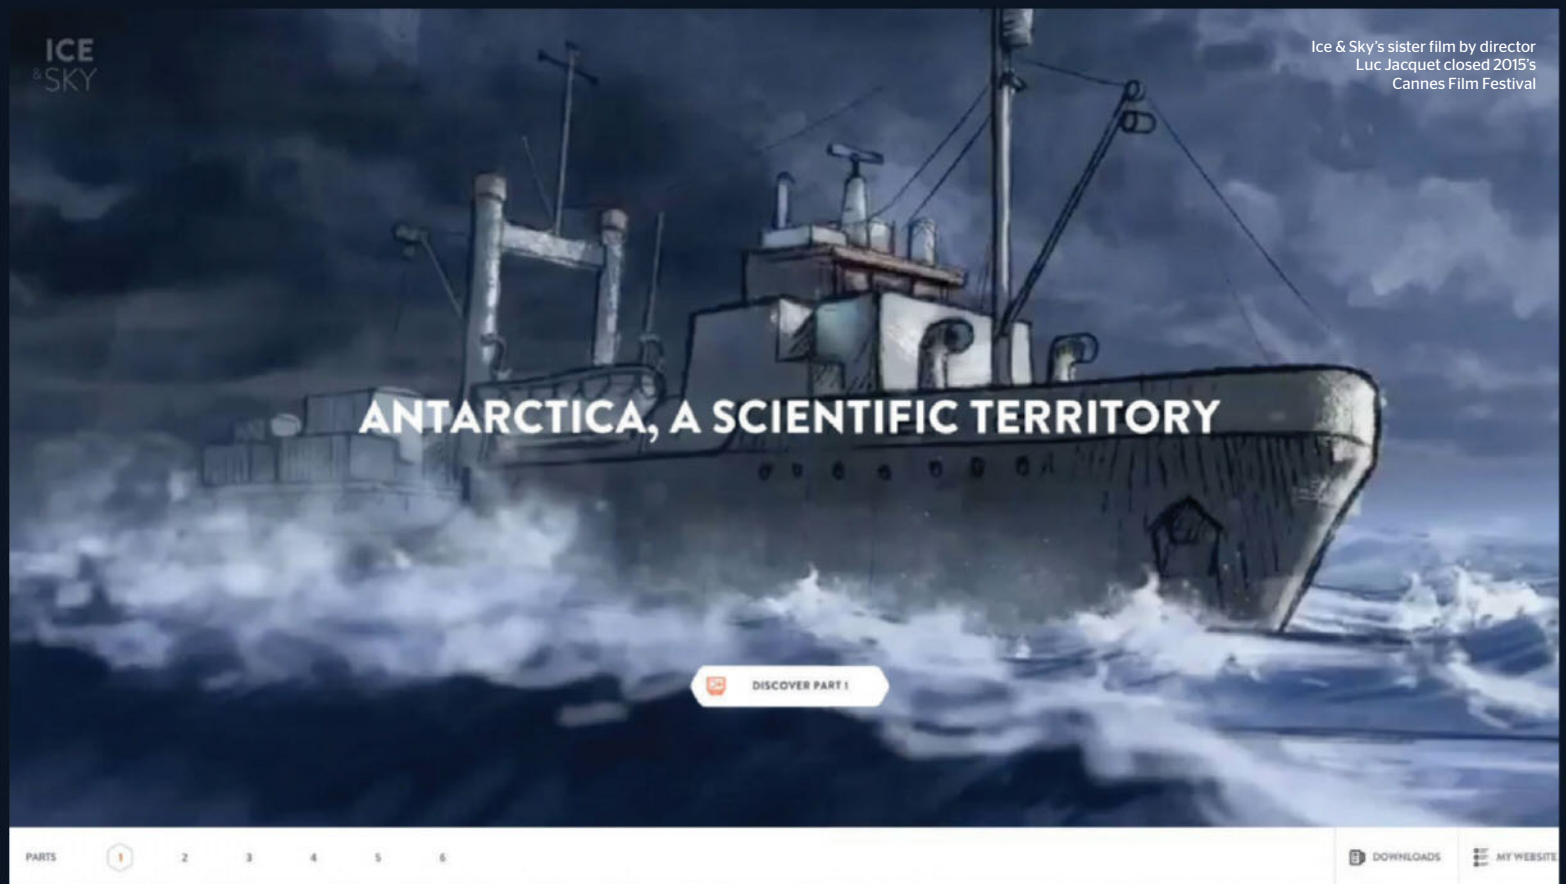 ICE
& SKY
Ice & Sky's sister film by director
Luc Jacquet closed 2015's
Cannes Film Festival
ANTARCTICA, A SCIENTIFIC TERRITORY
DISCOVER PART 1
PARTS 1 2 3 4 5 6 DOWNLOADS MY WEBSITE